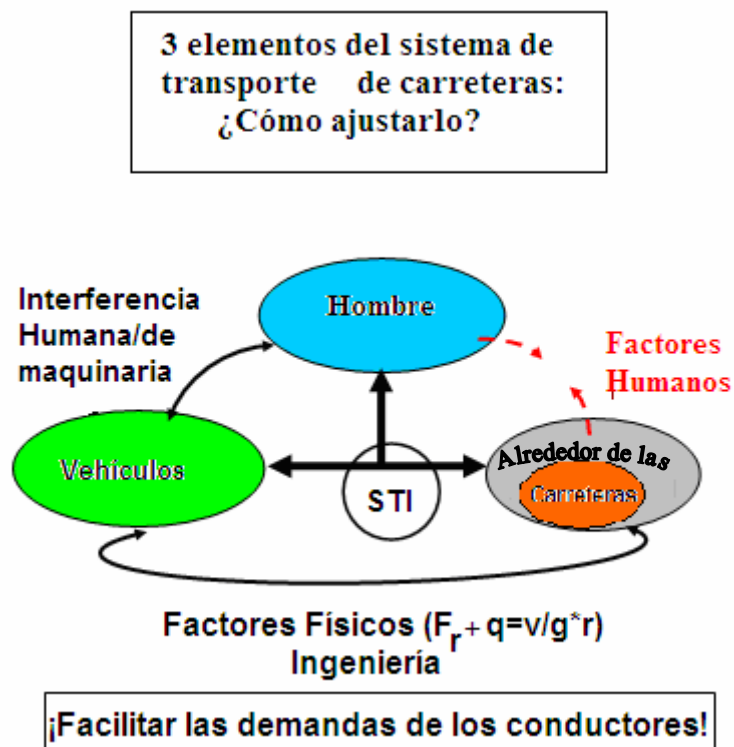 3 elementos del sistema de
transporte de carreteras:
¿Cómo ajustarlo?
Interferencia
Humana/de
maquinaria
Hombre
Factores
Humanos
Vehículos
Alrededor de las
Carreteras
STI
Factores Físicos (Fr + q=v/g*r)
Ingeniería
¡Facilitar las demandas de los conductores!